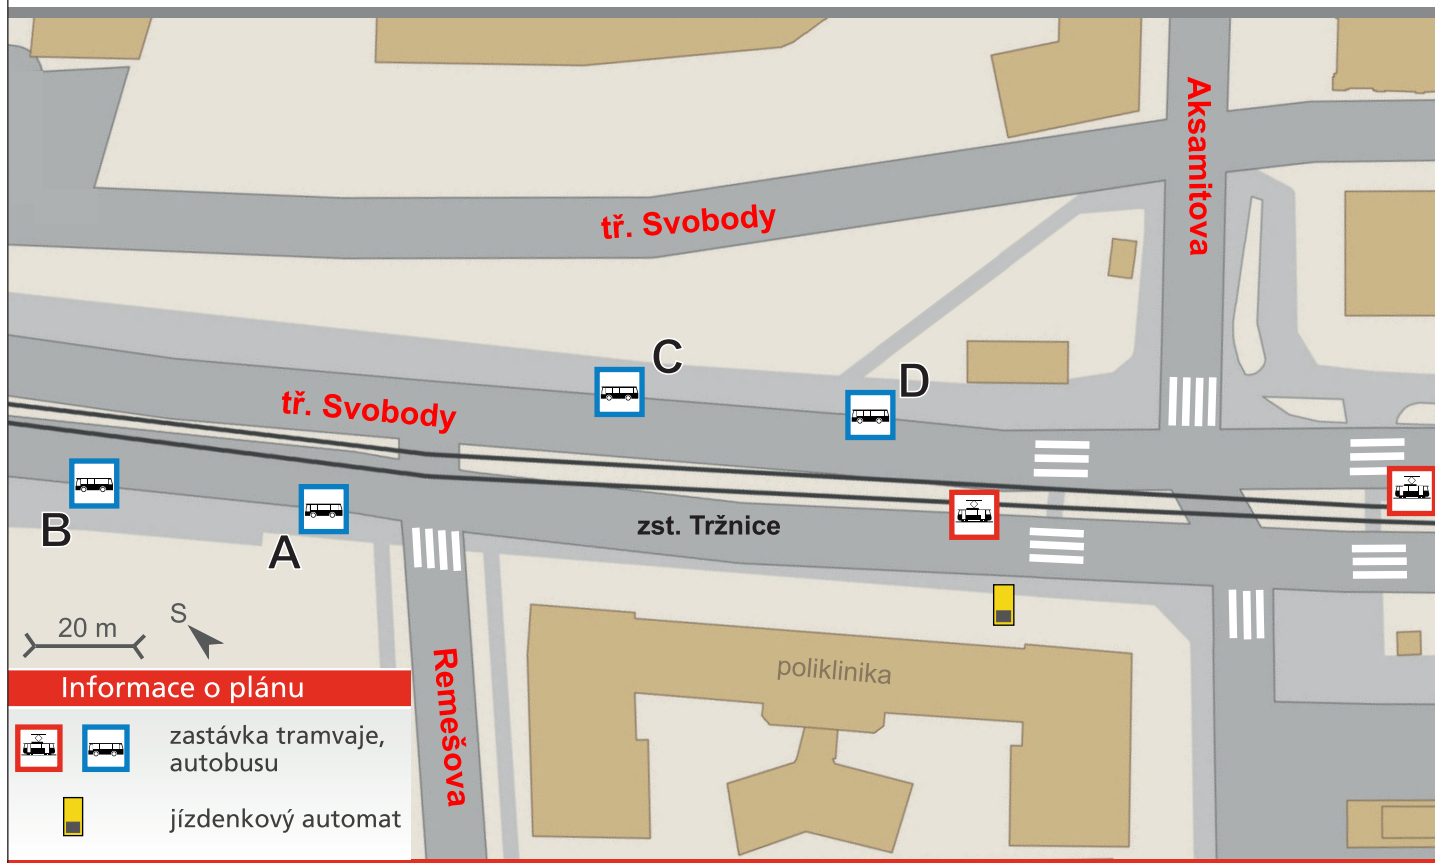 Aksamitova
tř. Svobody
C
D
tř. Svobody
B
A
zst. Tržnice
S
20 m
poliklinika
Remešova
Informace o plánu
zastávka tramvaje,
autobusu
jízdenkový automat